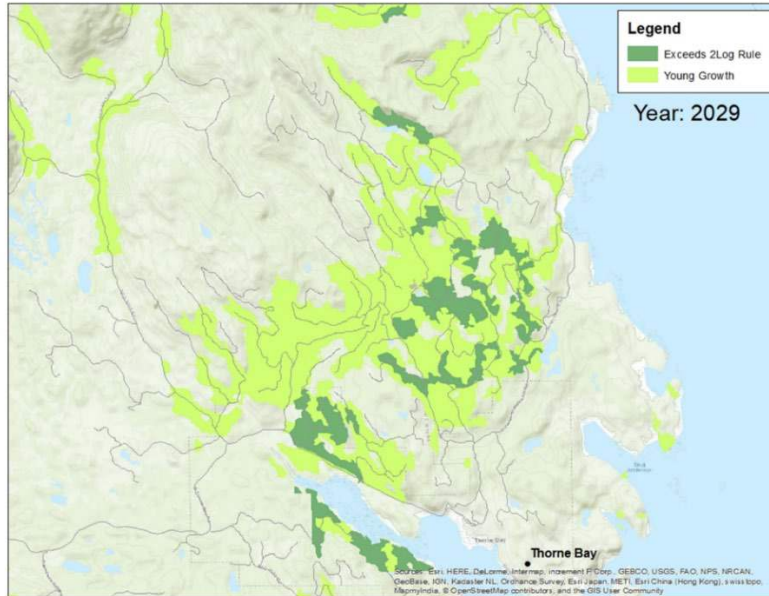 Legend
Exceeds 2Log Rule
Young Growth
Year: 2029
Thorne Bay
Thorne Bay
Sources: Esri, HERE, DeLorme, Intermap, increment P Corp., GEBCO, USGS, FAO, NPS, NRCAN,
GeoBase, IGN, Kadaster NL, Ordnance Survey, Esri Japan, METI, Esri China (Hong Kong), swisstopo,
MapmyIndia, © OpenStreetMap contributors, and the GIS User Community